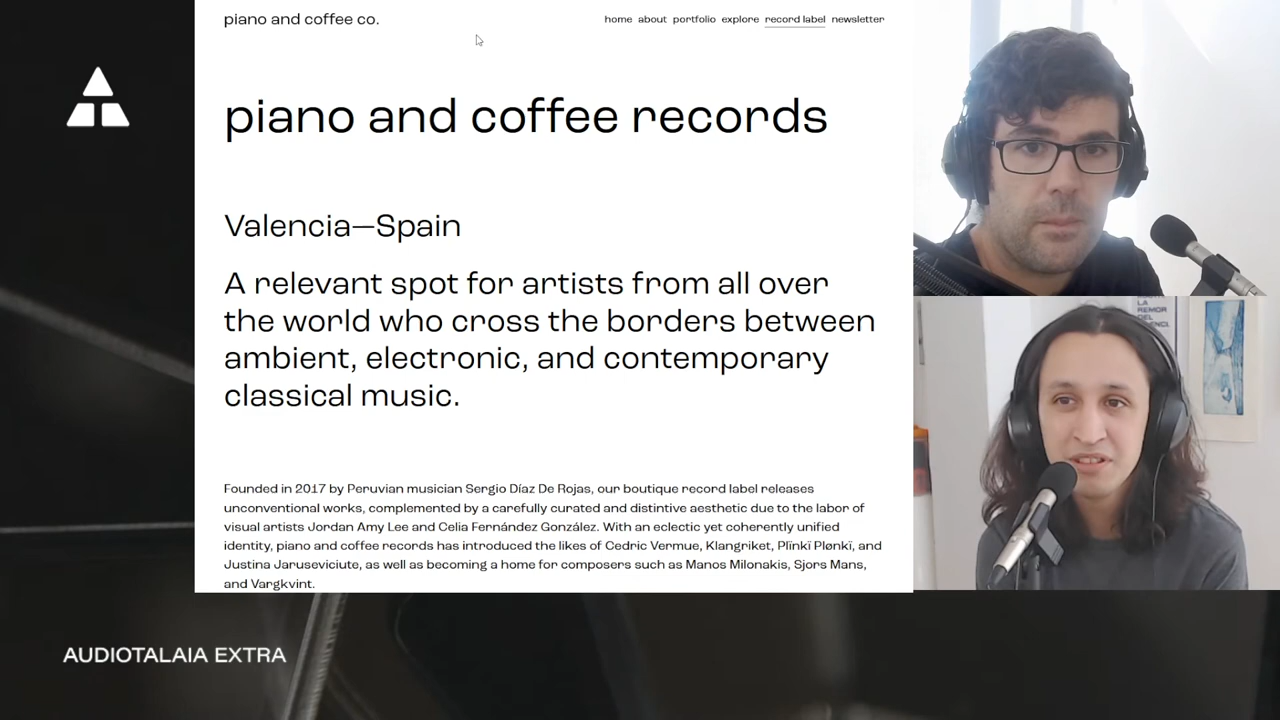 piano and coffee co.
home about portfolio explore record label newsletter
piano and coffee records
Valencia—Spain
A relevant spot for artists from all over
the world who cross the borders between
ambient, electronic, and contemporary
classical music.
Founded in 2017 by Peruvian musician Sergio Díaz De Rojas, our boutique record label releases
unconventional works, complemented by a carefully curated and distinctive aesthetic due to the labor of
visual artists Jordan Amy Lee and Celia Fernández González. With an eclectic yet coherently unified
identity, piano and coffee records has introduced the likes of Cedric Vermue, Klangriket, Plïnkï Plønkï, and
Justina Jaruseviciute, as well as becoming a home for composers such as Manos Milonakis, Sjors Mans,
and Vargkvint.
LA
REMOR
DEL
AUDIOTALAIA EXTRA